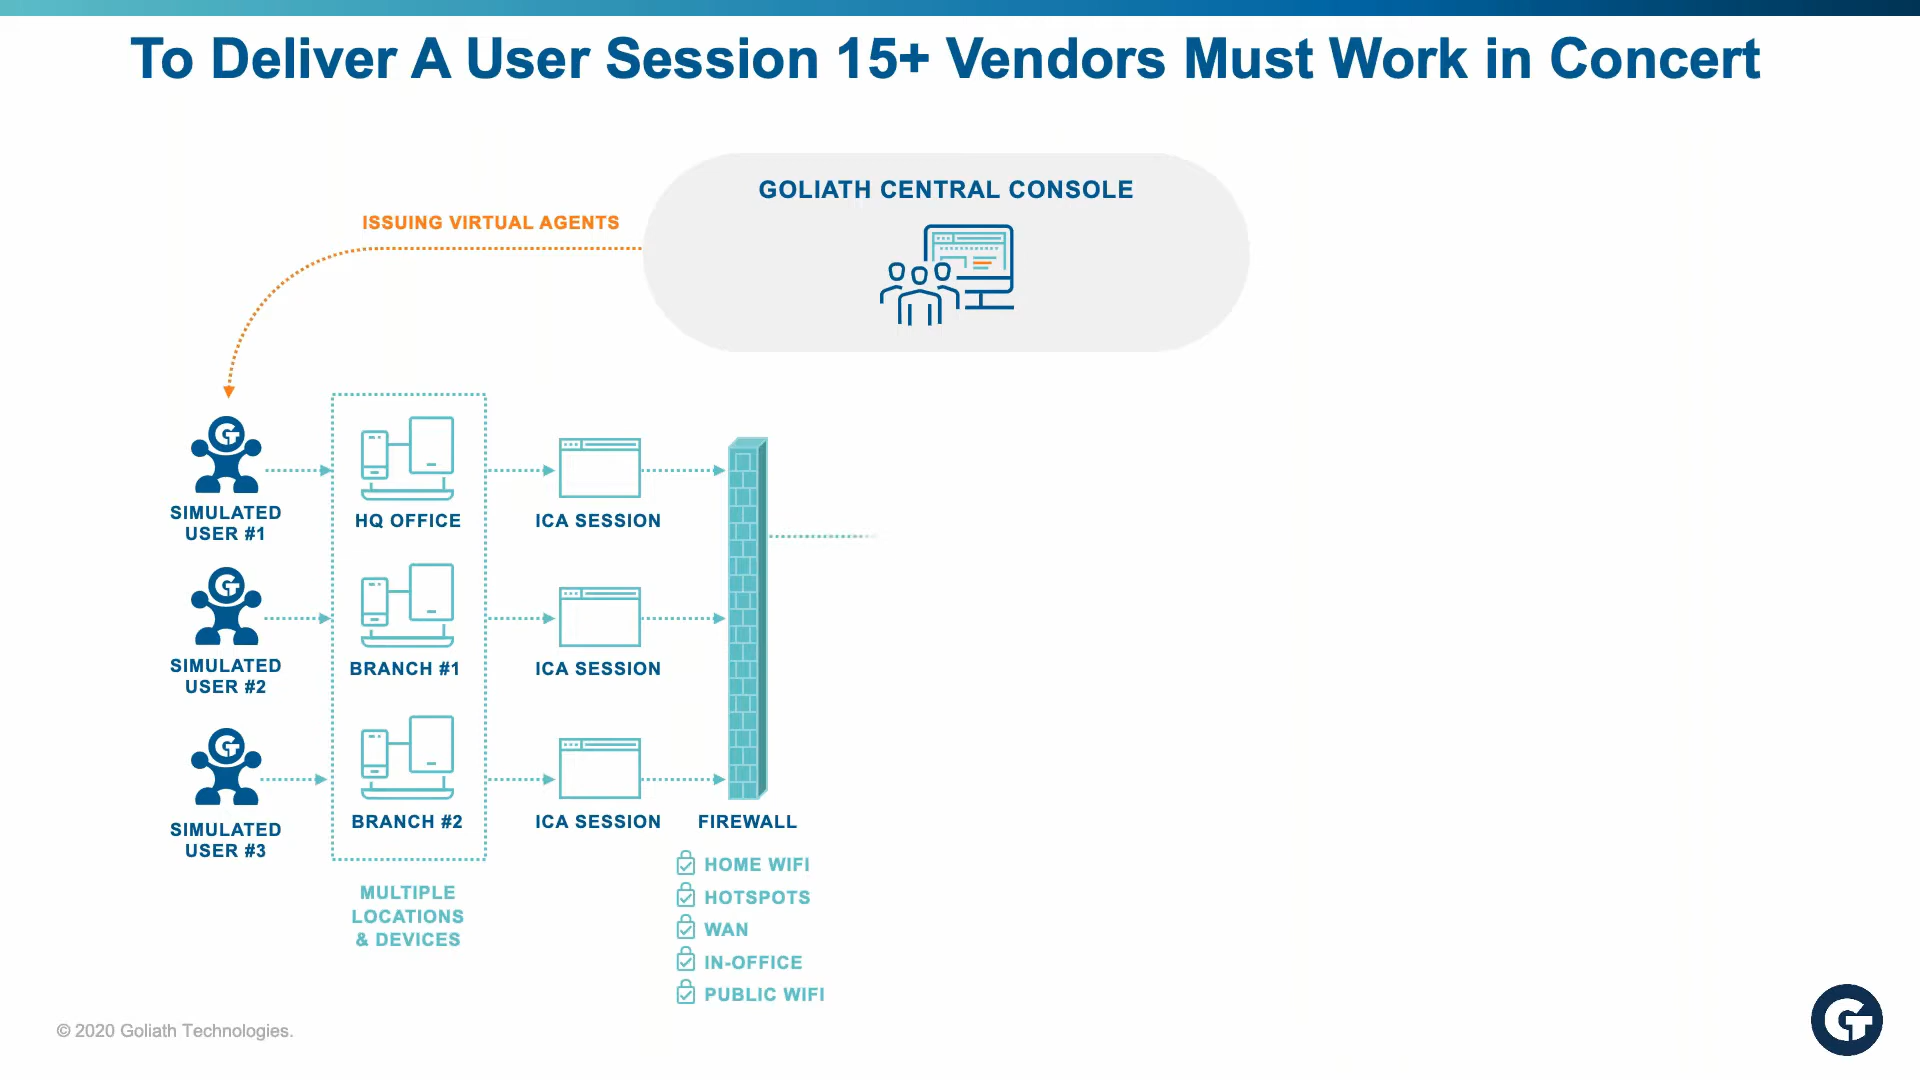 To Deliver A User Session 15+ Vendors Must Work in Concert
GOLIATH CENTRAL CONSOLE
ISSUING VIRTUAL AGENTS
SIMULATED
USER #1
HQ OFFICE
ICA SESSION
SIMULATED
USER #2
BRANCH #1
ICA SESSION
SIMULATED
USER #3
BRANCH #2
ICA SESSION
FIREWALL
MULTIPLE
LOCATIONS
& DEVICES
HOME WIFI
HOTSPOTS
WAN
IN-OFFICE
PUBLIC WIFI
© 2020 Goliath Technologies.